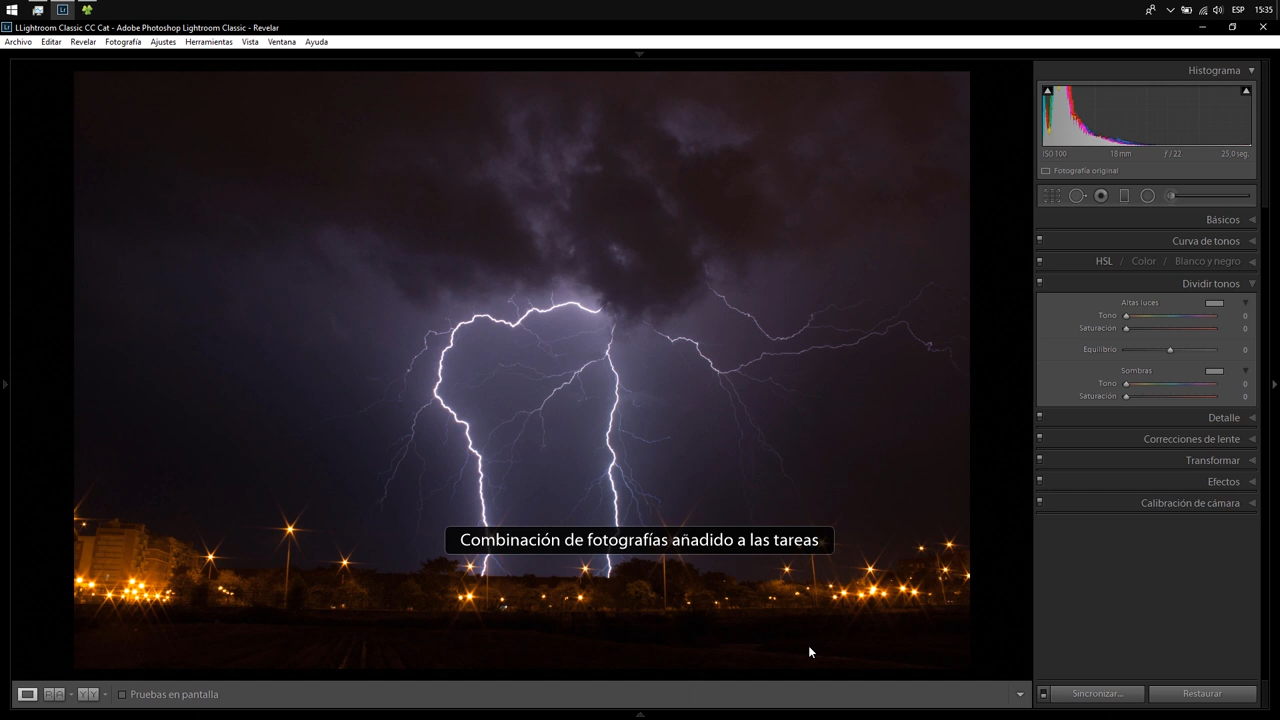 ESP
15:35
LLightroom Classic CC Cat - Adobe Photoshop Lightroom Classic - Revelar
Archivo Editar Revelar Fotografía Ajustes Herramientas Vista Ventana Ayuda
Histograma
ISO 100 18 mm ƒ / 22 25,0 seg.
Fotografía original
Básicos
Curva de tonos
HSL / Color / Blanco y negro
Dividir tonos
Altas luces
Tono 0
Saturación 0
Equilibrio 0
Sombras
Tono 0
Saturación 0
Detalle
Correcciones de lente
Transformar
Efectos
Calibración de cámara
Combinación de fotografías añadido a las tareas
Pruebas en pantalla
Sincronizar...
Restaurar